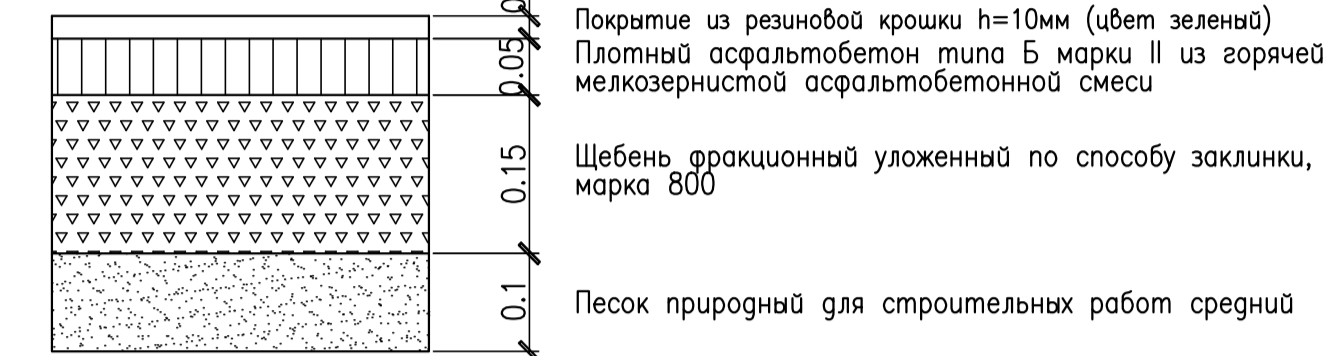 Покрытие из резиновой крошки h=10мм (цвет зеленый)
0.05
Плотный асфальтобетон типа Б марки II из горячей
мелкозернистой асфальтобетонной смеси
0.15
Щебень фракционный уложенный по способу заклинки,
марка 800
0.1
Песок природный для строительных работ средний